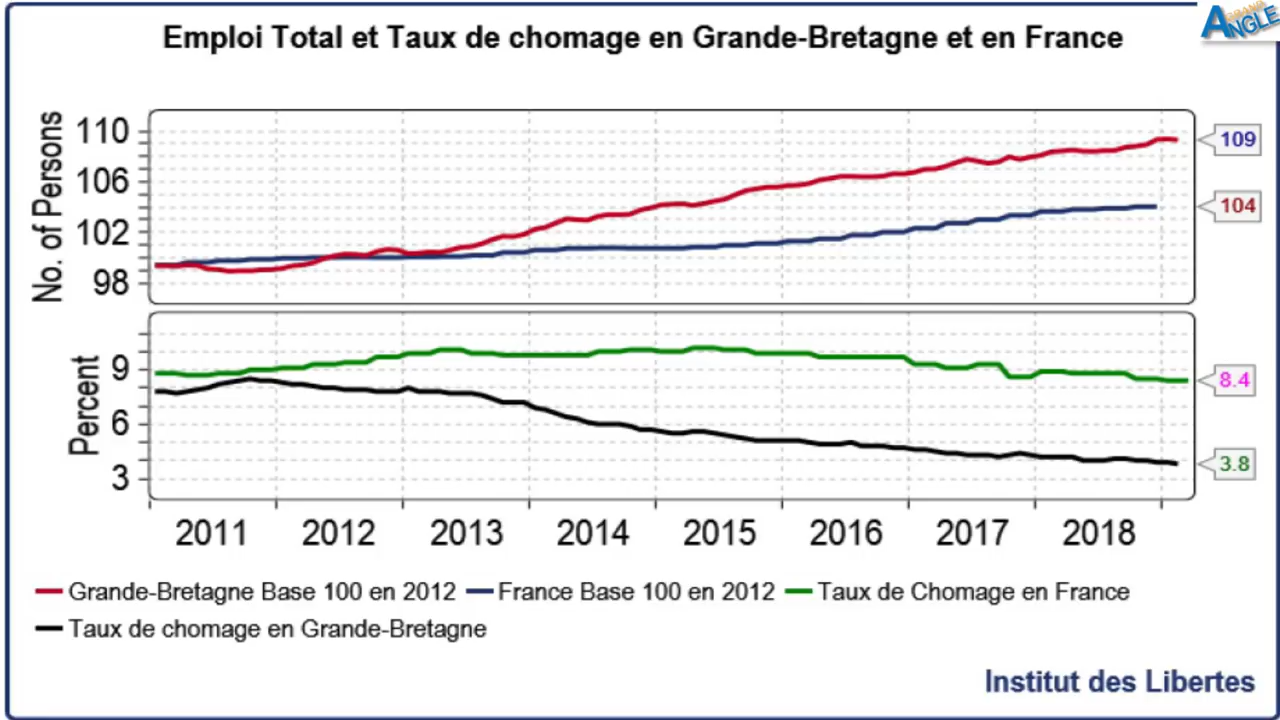 GRAND
ANGLE
Emploi Total et Taux de chomage en Grande-Bretagne et en France
No. of Persons
110
106
102
98
109
104
Percent
9
6
3
8.4
3.8
2011 2012 2013 2014 2015 2016 2017 2018
Grande-Bretagne Base 100 en 2012 France Base 100 en 2012 Taux de Chomage en France
Taux de chomage en Grande-Bretagne
Institut des Libertes